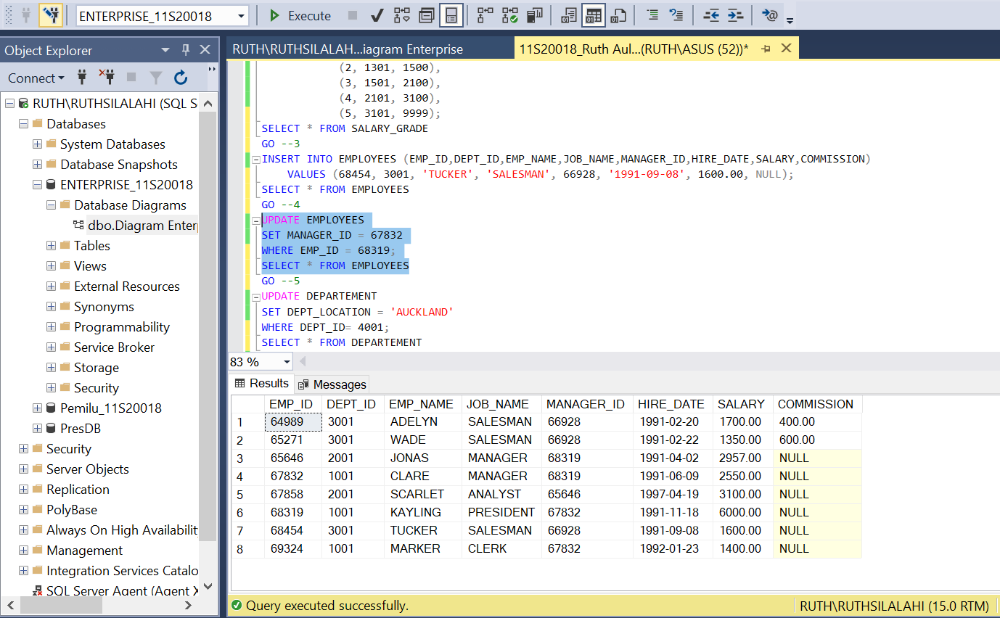 ENTERPRISE_11S20018 Execute
Object Explorer
Connect
RUTH\RUTHSILALAHI (SQL S
Databases
System Databases
Database Snapshots
ENTERPRISE_11S20018
Database Diagrams
dbo.Diagram Enter
Tables
Views
External Resources
Synonyms
Programmability
Service Broker
Storage
Security
Pemilu_11S20018
PresDB
Security
Server Objects
Replication
PolyBase
Always On High Availabilit
Management
Integration Services Catalo
SQL Server Agent (Agent X
RUTH\RUTHSILALAH...iagram Enterprise 11S20018_Ruth Aul...(RUTH\ASUS (52))*
(2, 1301, 1500),
(3, 1501, 2100),
(4, 2101, 3100),
(5, 3101, 9999);
SELECT * FROM SALARY_GRADE
GO --3
INSERT INTO EMPLOYEES (EMP_ID,DEPT_ID,EMP_NAME,JOB_NAME,MANAGER_ID,HIRE_DATE,SALARY,COMMISSION)
VALUES (68454, 3001, 'TUCKER', 'SALESMAN', 66928, '1991-09-08', 1600.00, NULL);
SELECT * FROM EMPLOYEES
GO --4
UPDATE EMPLOYEES
SET MANAGER_ID = 67832
WHERE EMP_ID = 68319;
SELECT * FROM EMPLOYEES
GO --5
UPDATE DEPARTEMENT
SET DEPT_LOCATION = 'AUCKLAND'
WHERE DEPT_ID= 4001;
SELECT * FROM DEPARTEMENT
83 %
Results Messages
EMP_ID DEPT_ID EMP_NAME JOB_NAME MANAGER_ID HIRE_DATE SALARY COMMISSION
1 64989 3001 ADELYN SALESMAN 66928 1991-02-20 1700.00 400.00
2 65271 3001 WADE SALESMAN 66928 1991-02-22 1350.00 600.00
3 65646 2001 JONAS MANAGER 68319 1991-04-02 2957.00 NULL
4 67832 1001 CLARE MANAGER 68319 1991-06-09 2550.00 NULL
5 67858 2001 SCARLET ANALYST 65646 1997-04-19 3100.00 NULL
6 68319 1001 KAYLING PRESIDENT 67832 1991-11-18 6000.00 NULL
7 68454 3001 TUCKER SALESMAN 66928 1991-09-08 1600.00 NULL
8 69324 1001 MARKER CLERK 67832 1992-01-23 1400.00 NULL
Query executed successfully. RUTH\RUTHSILALAHI (15.0 RTM)